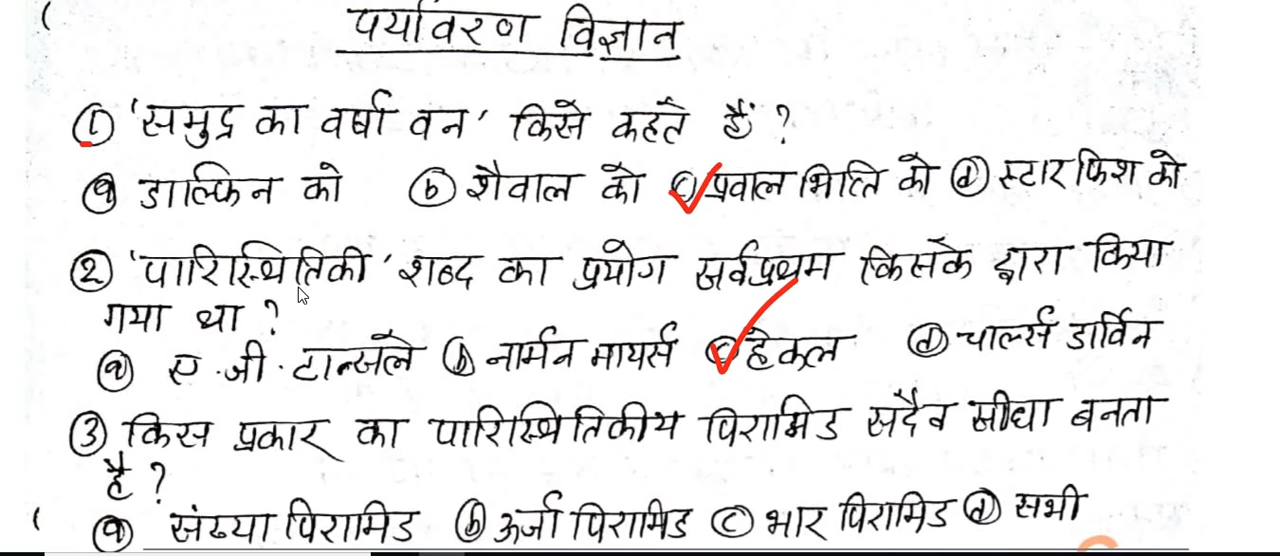 पर्यावरण विज्ञान
① 'समुद्र का वर्षा वन' किसे कहते हैं ?
ⓐ डाल्फिन को ⓑ शैवाल को ⓒ प्रवाल भित्ति को ⓓ स्टारफिश को
② 'पारिस्थितिकी' शब्द का प्रयोग सर्वप्रथम किसके द्वारा किया
गया था ?
ⓐ ए.जी. टान्सले ⓑ नार्मन मायर्स ⓒ हेकल ⓓ चार्ल्स डार्विन
③ किस प्रकार का पारिस्थितिकीय पिरामिड सदैव सीधा बनता
है ?
ⓐ संख्या पिरामिड ⓑ ऊर्जा पिरामिड ⓒ भार पिरामिड ⓓ सभी